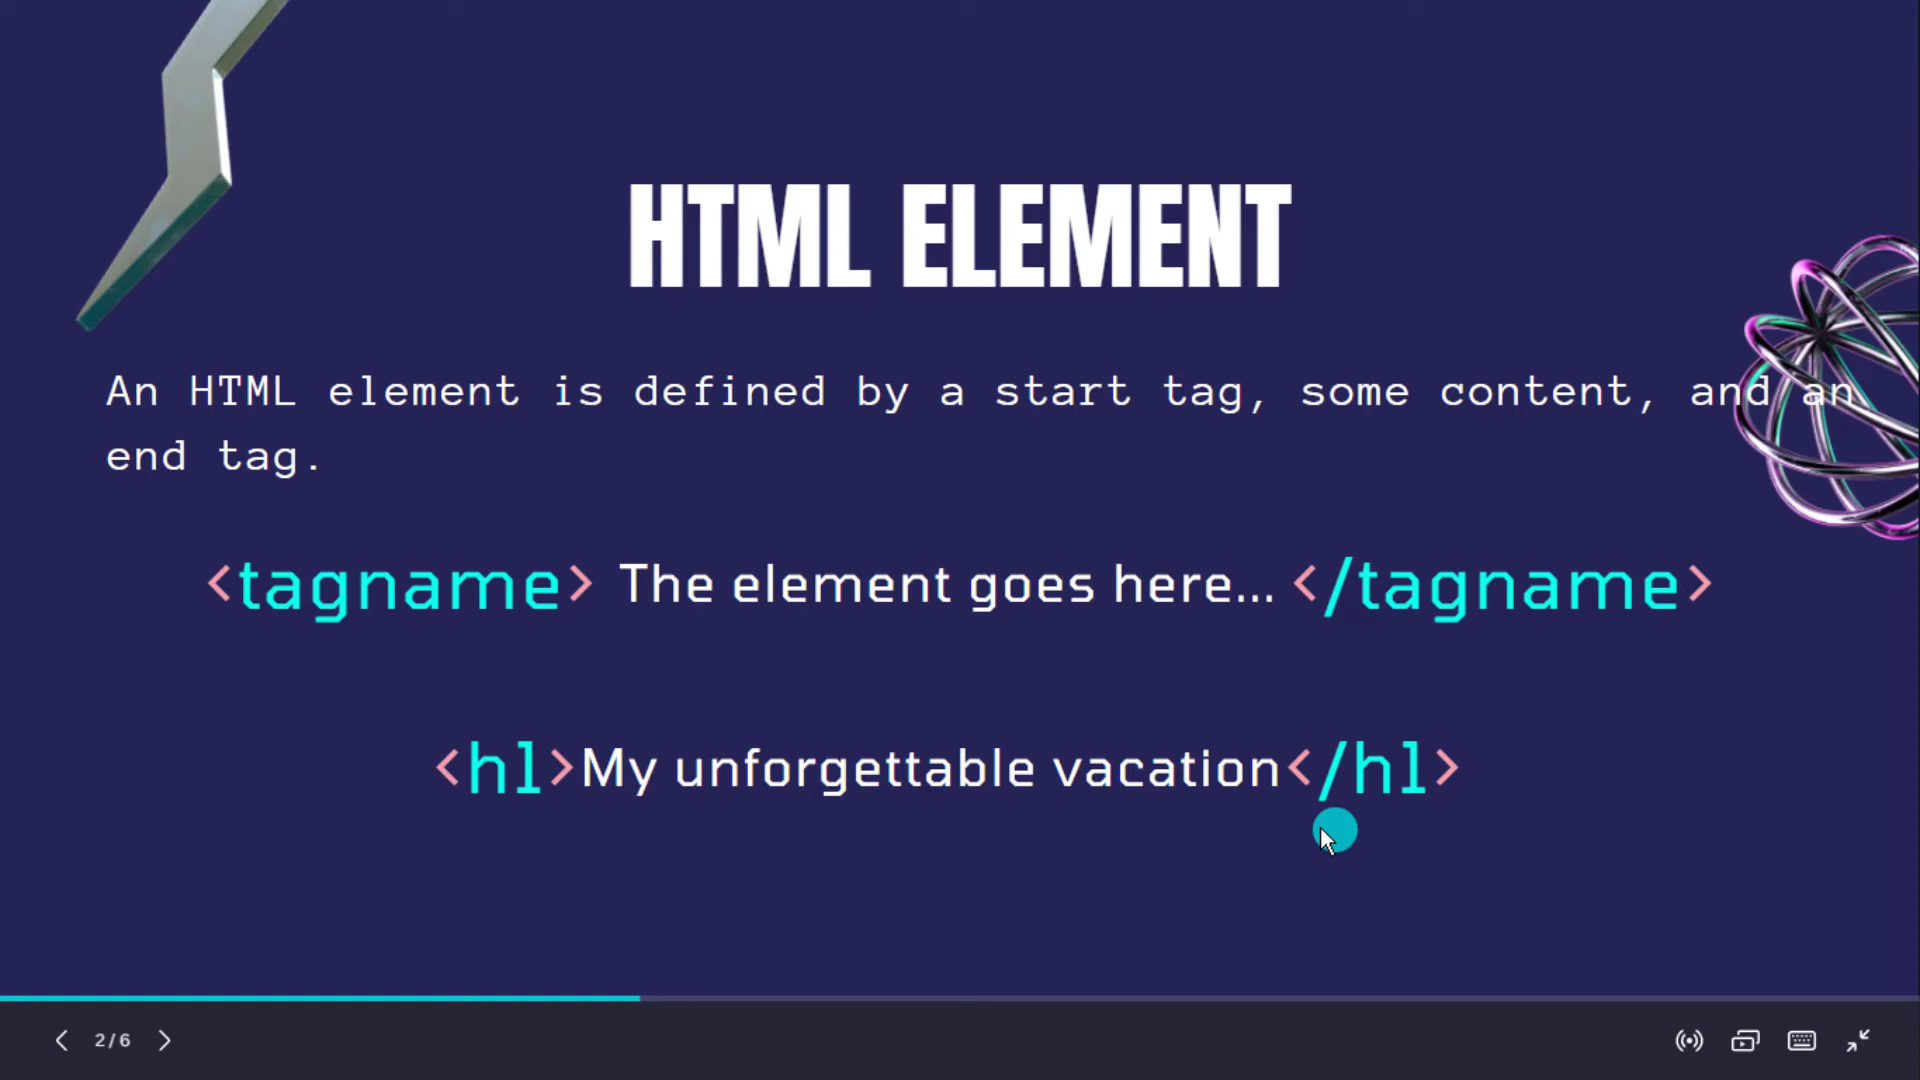 HTML ELEMENT
An HTML element is defined by a start tag, some content, and an
end tag.
<tagname> The element goes here... </tagname>
<h1>My unforgettable vacation</h1>
2/6